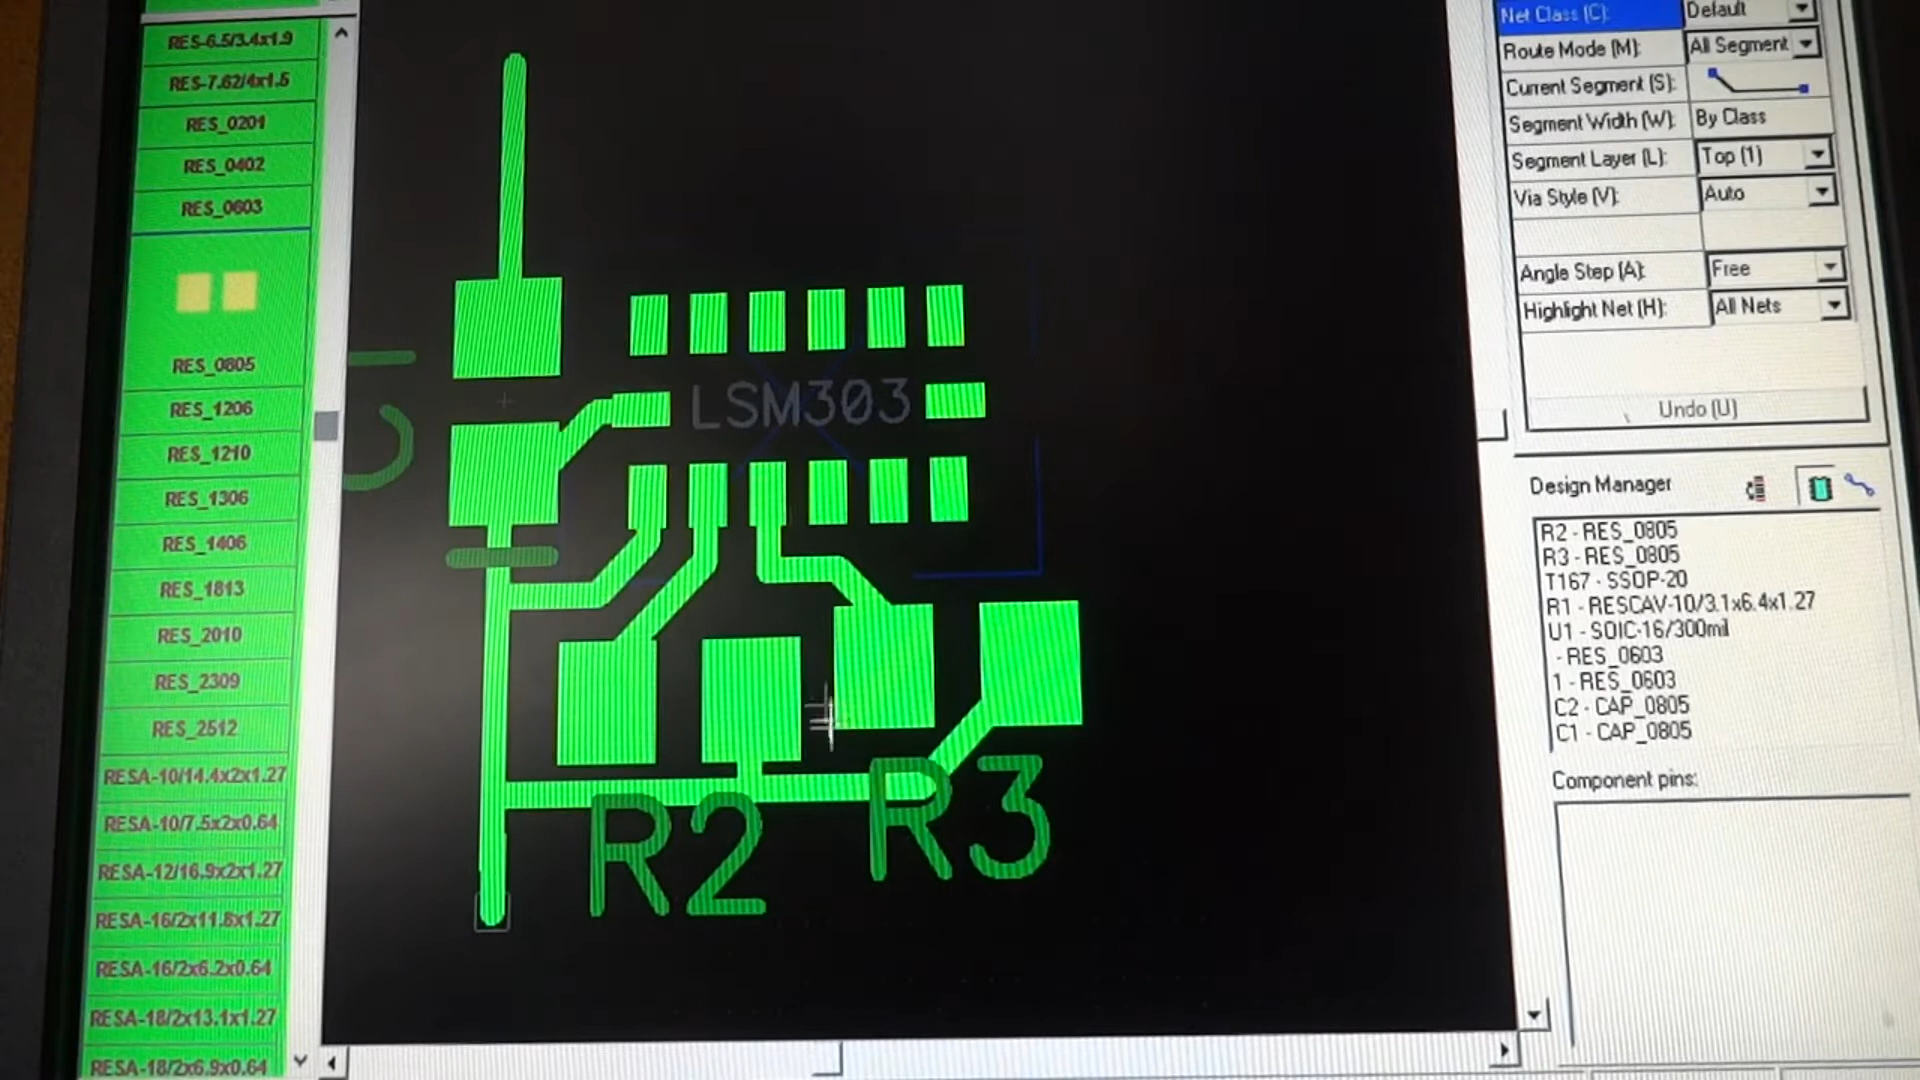 RES-6.5/3.4x1.9
RES-7.62/4x1.5
RES_0201
RES_0402
RES_0603
RES_0805
RES_1206
RES_1210
RES_1306
RES_1406
RES_1813
RES_2010
RES_2309
RES_2512
RESA-10/14.4x2x1.27
RESA-10/7.5x2x0.64
RESA-12/16.9x2x1.27
RESA-16/2x11.8x1.27
RESA-16/2x6.2x0.64
RESA-18/2x13.1x1.27
RESA-18/2x6.9x0.64
LSM303
R2
R3
Net Class (C): Default
Route Mode (M): All Segment
Current Segment (S):
Segment Width (W): By Class
Segment Layer (L): Top (1)
Via Style (V): Auto
Angle Step (A): Free
Highlight Net (H): All Nets
Undo (U)
Design Manager
R2 - RES_0805
R3 - RES_0805
T167 - SSOP-20
R1 - RESCAV-10/3.1x6.4x1.27
U1 - SOIC-16/300mil
- RES_0603
1 - RES_0603
C2 - CAP_0805
C1 - CAP_0805
Component pins: